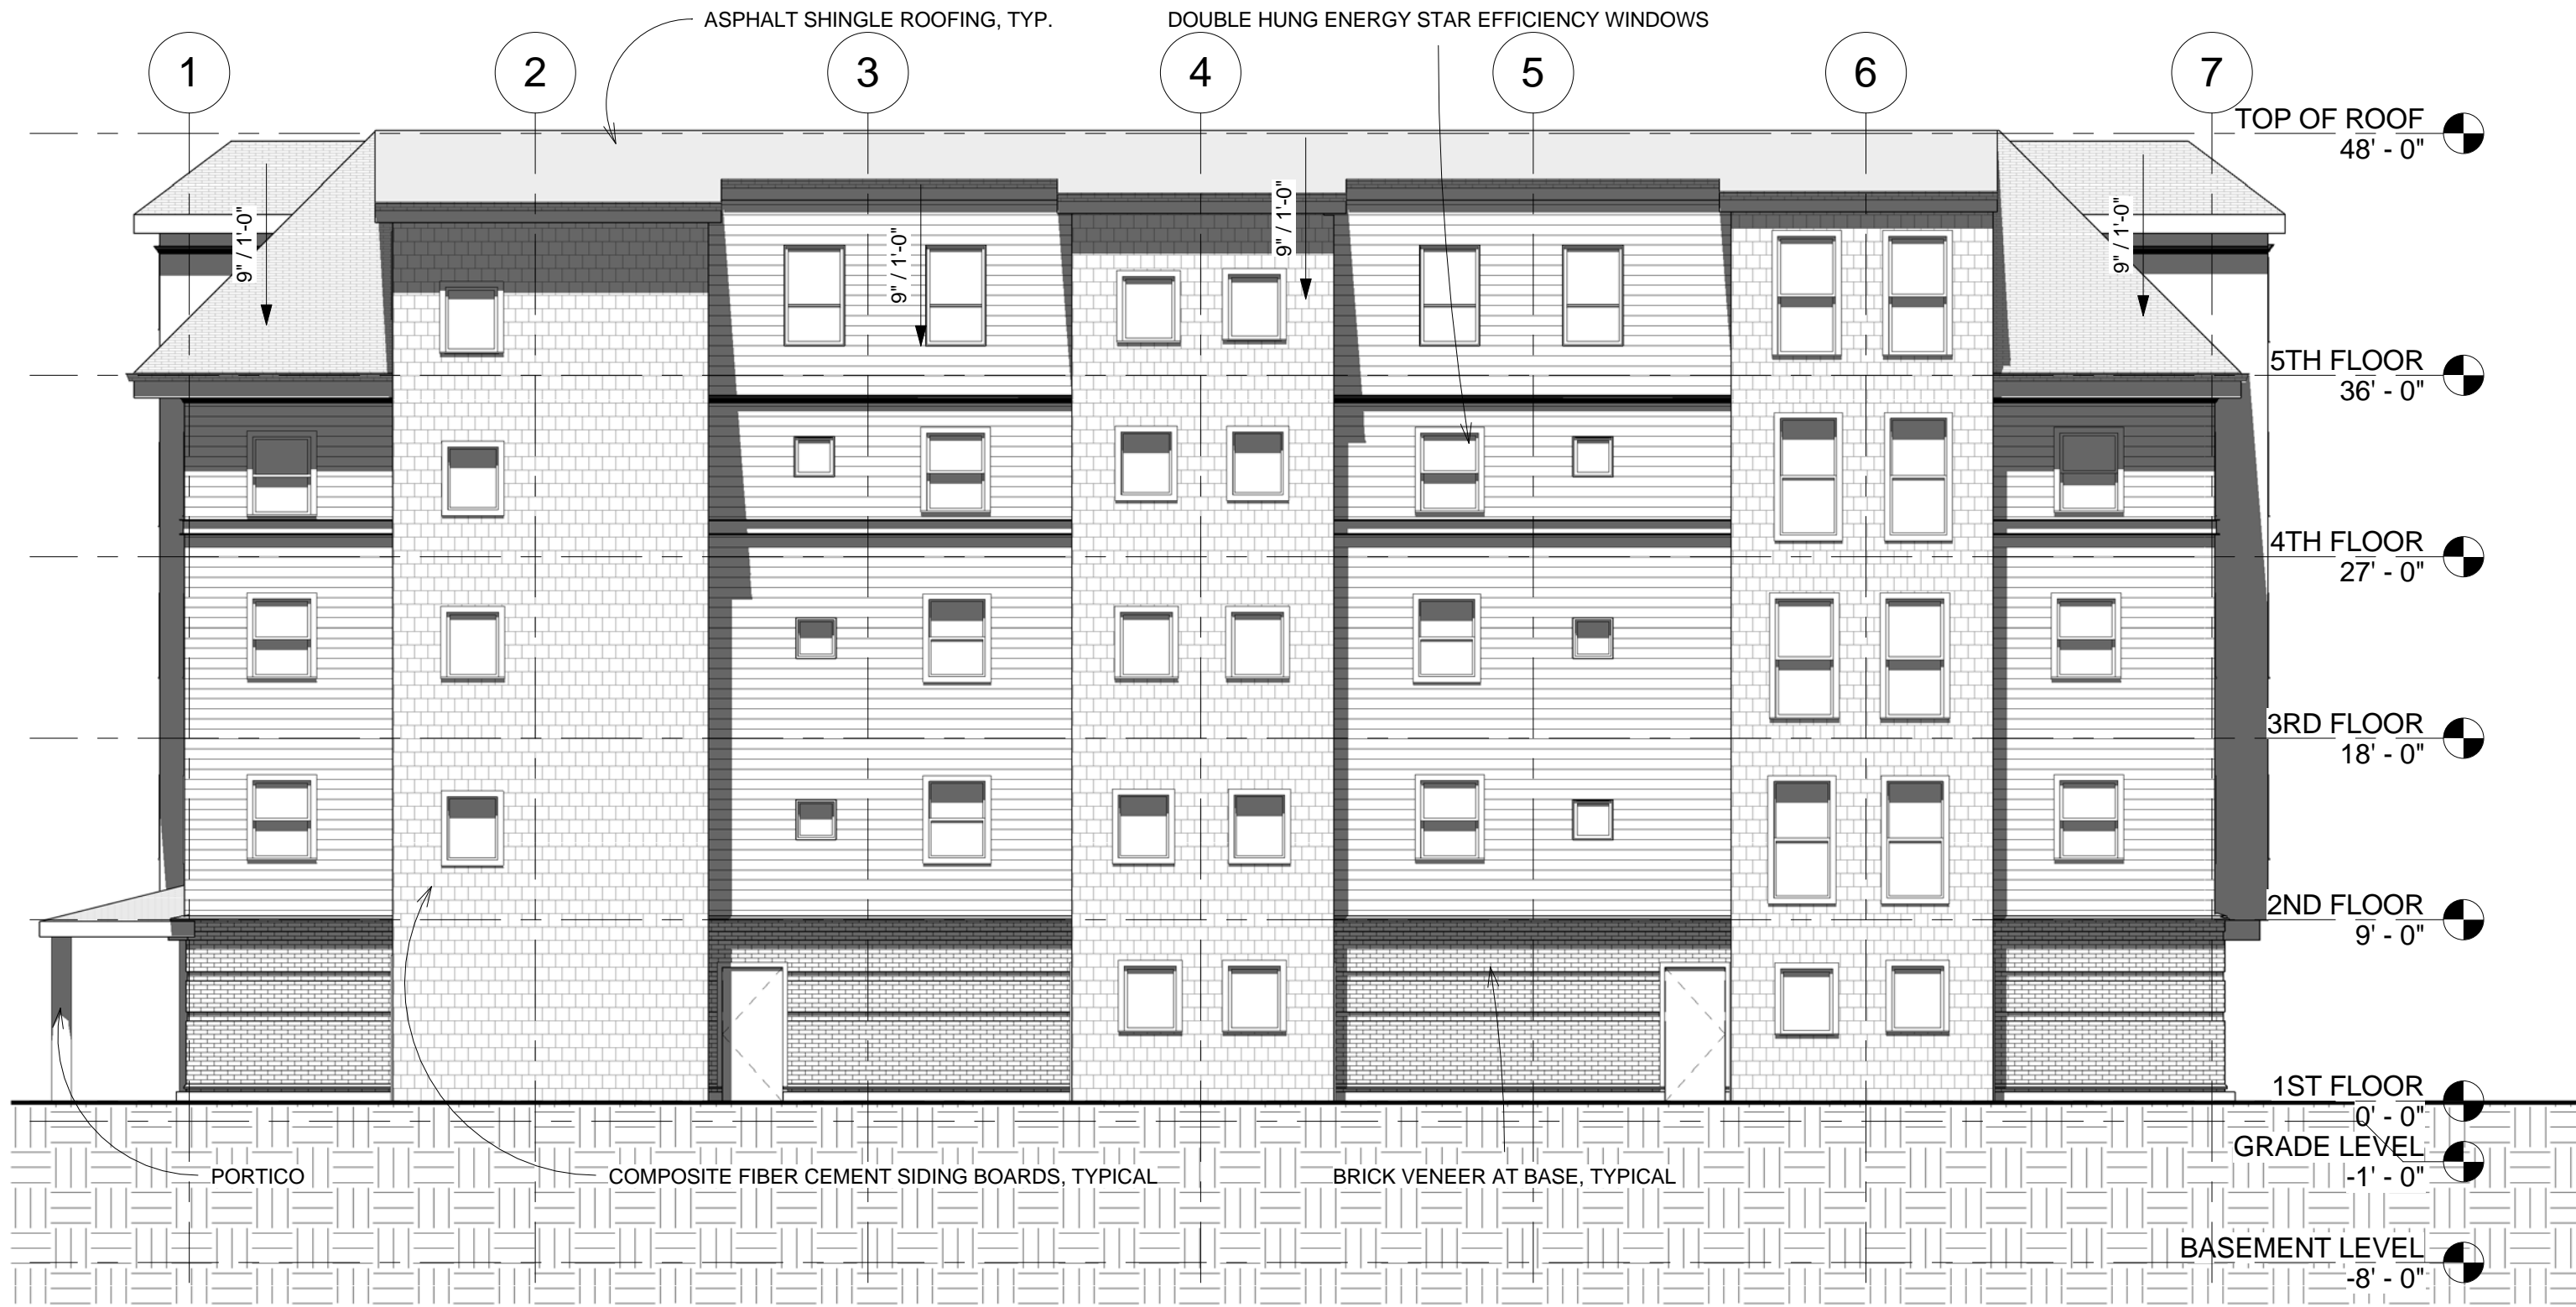 ASPHALT SHINGLE ROOFING, TYP.
DOUBLE HUNG ENERGY STAR EFFICIENCY WINDOWS
1
2
3
4
5
6
7
TOP OF ROOF
48' - 0"
9" / 1'-0"
9" / 1'-0"
9" / 1'-0"
9" / 1'-0"
5TH FLOOR
36' - 0"
4TH FLOOR
27' - 0"
3RD FLOOR
18' - 0"
2ND FLOOR
9' - 0"
1ST FLOOR
0' - 0"
GRADE LEVEL
-1' - 0"
PORTICO
COMPOSITE FIBER CEMENT SIDING BOARDS, TYPICAL
BRICK VENEER AT BASE, TYPICAL
BASEMENT LEVEL
-8' - 0"